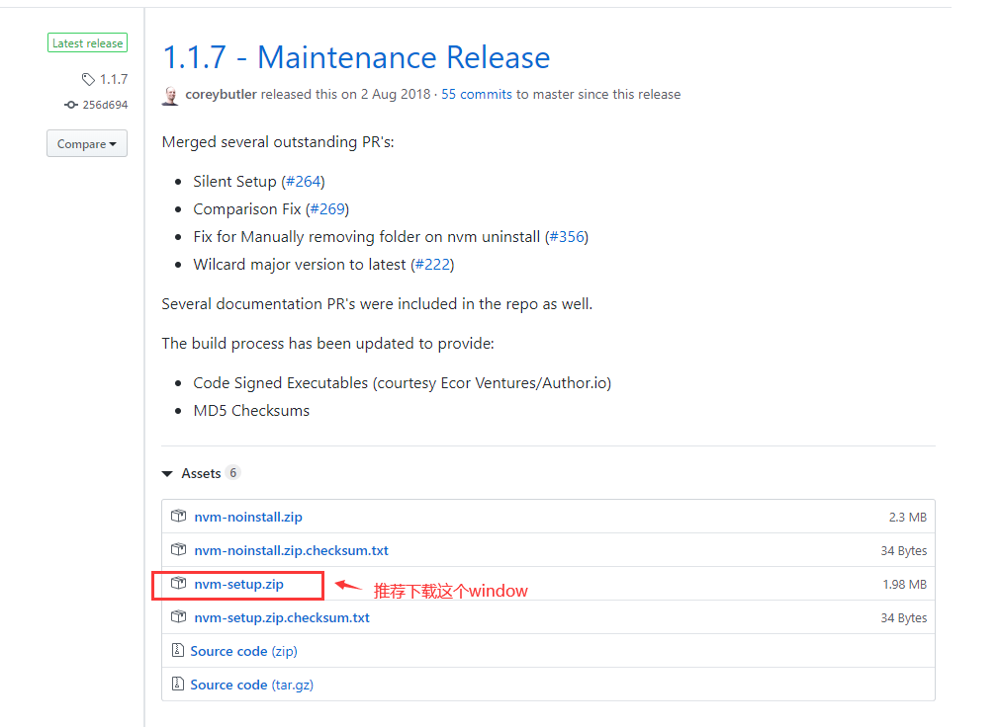 Latest release
1.1.7
256d694
Compare
1.1.7 - Maintenance Release
coreybutler released this on 2 Aug 2018 · 55 commits to master since this release
Merged several outstanding PR's:
• Silent Setup (#264)
• Comparison Fix (#269)
• Fix for Manually removing folder on nvm uninstall (#356)
• Wilcard major version to latest (#222)
Several documentation PR's were included in the repo as well.
The build process has been updated to provide:
• Code Signed Executables (courtesy Ecor Ventures/Author.io)
• MD5 Checksums
Assets 6
nvm-noinstall.zip 2.3 MB
nvm-noinstall.zip.checksum.txt 34 Bytes
nvm-setup.zip 推荐下载这个window 1.98 MB
nvm-setup.zip.checksum.txt 34 Bytes
Source code (zip)
Source code (tar.gz)